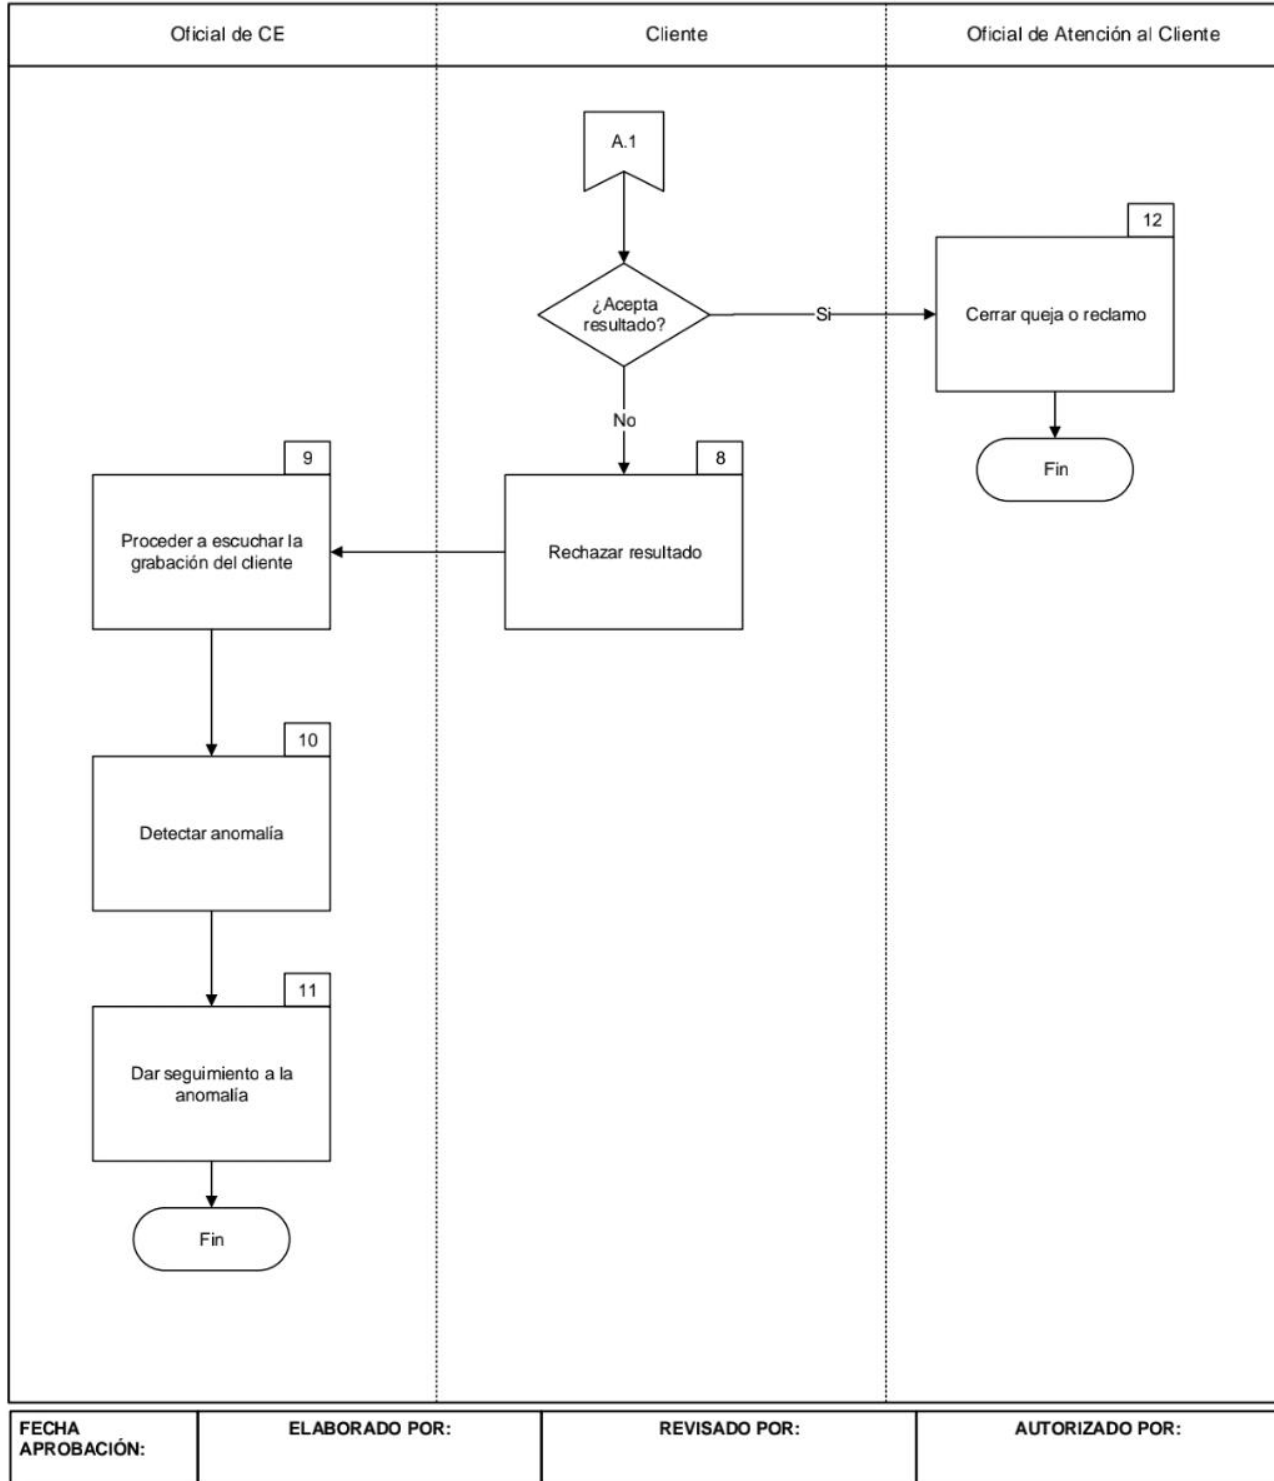 Oficial de CE
Cliente
Oficial de Atención al Cliente
A.1
12
¿Acepta
resultado?
Si
Cerrar queja o reclamo
No
Fin
9
8
Proceder a escuchar la
grabación del cliente
Rechazar resultado
10
Detectar anomalía
11
Dar seguimiento a la
anomalía
Fin
FECHA
APROBACIÓN:
ELABORADO POR:
REVISADO POR:
AUTORIZADO POR: